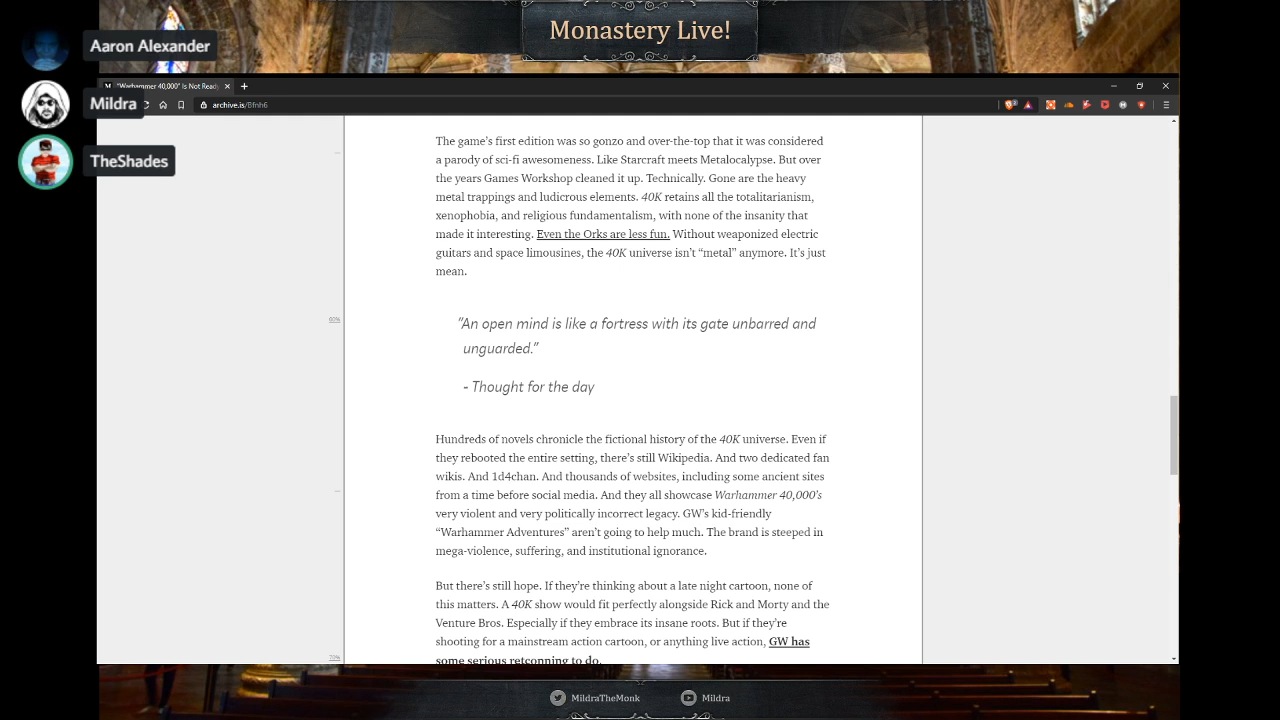 Monastery Live!
Aaron Alexander
Mildra
TheShades
"Warhammer 40,000" Is Not Ready
archive.is/Bfnh6
The game's first edition was so gonzo and over-the-top that it was considered
a parody of sci-fi awesomeness. Like Starcraft meets Metalocalypse. But over
the years Games Workshop cleaned it up. Technically. Gone are the heavy
metal trappings and ludicrous elements. 40K retains all the totalitarianism,
xenophobia, and religious fundamentalism, with none of the insanity that
made it interesting. Even the Orks are less fun. Without weaponized electric
guitars and space limousines, the 40K universe isn't “metal” anymore. It's just
mean.
60%
"An open mind is like a fortress with its gate unbarred and
unguarded."
- Thought for the day
Hundreds of novels chronicle the fictional history of the 40K universe. Even if
they rebooted the entire setting, there's still Wikipedia. And two dedicated fan
wikis. And 1d4chan. And thousands of websites, including some ancient sites
from a time before social media. And they all showcase Warhammer 40,000's
very violent and very politically incorrect legacy. GW's kid-friendly
“Warhammer Adventures” aren't going to help much. The brand is steeped in
mega-violence, suffering, and institutional ignorance.
But there's still hope. If they're thinking about a late night cartoon, none of
this matters. A 40K show would fit perfectly alongside Rick and Morty and the
Venture Bros. Especially if they embrace its insane roots. But if they're
shooting for a mainstream action cartoon, or anything live action, GW has
some serious retconning to do.
70%
MildraTheMonk
Mildra